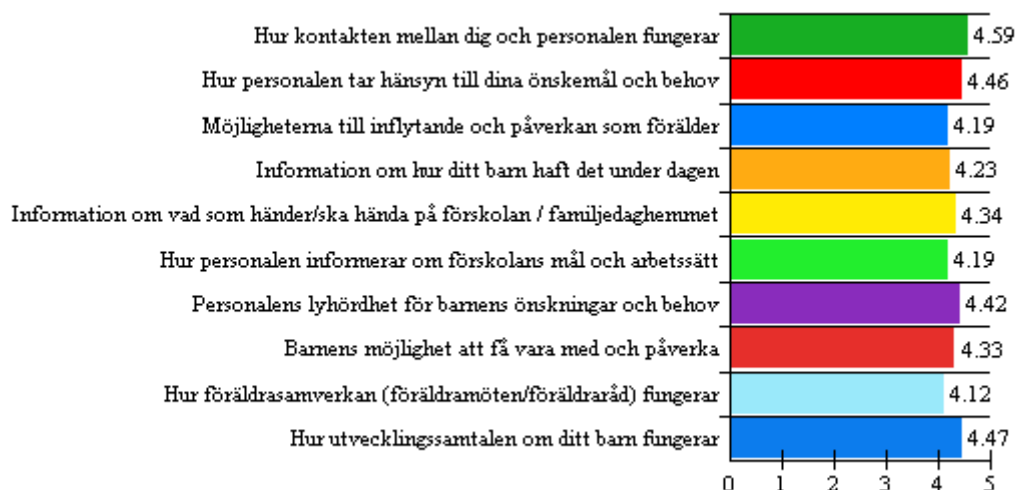 Hur kontakten mellan dig och personalen fungerar 4.59
Hur personalen tar hänsyn till dina önskemål och behov 4.46
Möjligheterna till inflytande och påverkan som förälder 4.19
Information om hur ditt barn haft det under dagen 4.23
Information om vad som händer/ska hända på förskolan / familjedaghemmet 4.34
Hur personalen informerar om förskolans mål och arbetssätt 4.19
Personalens lyhördhet för barnens önskningar och behov 4.42
Barnens möjlighet att få vara med och påverka 4.33
Hur föräldrasamverkan (föräldramöten/föräldraråd) fungerar 4.12
Hur utvecklingssamtalen om ditt barn fungerar 4.47
0 1 2 3 4 5